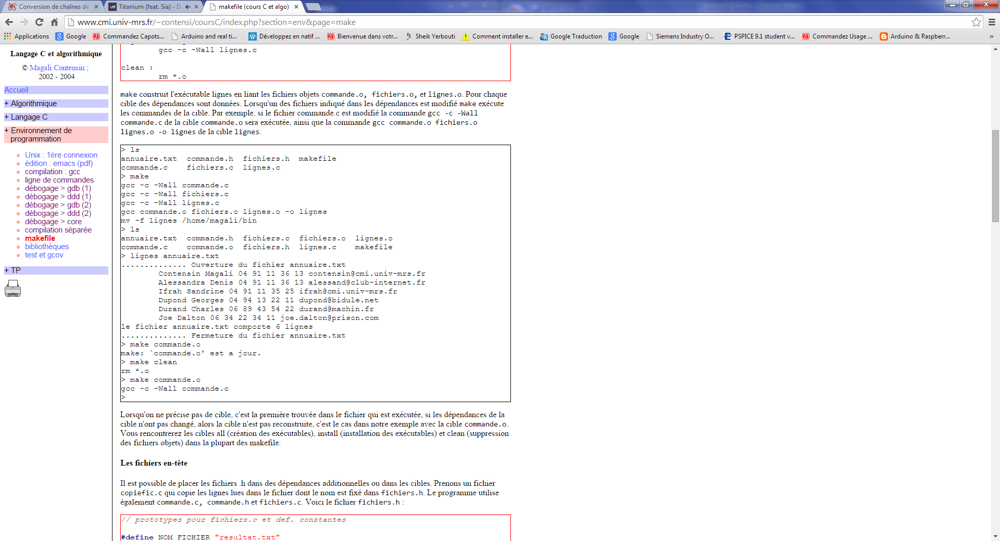 Conversion de chaînes de
Titanium (feat. Sia) - D
makefile (cours C et algo)
www.cmi.univ-mrs.fr/~contensi/coursC/index.php?section=env&page=make
Applications Google Commandez Capots... Arduino and real ti... Développez en natif ... Bienvenue dans votr... Sheik Yerbouti Comment installer e... Google Traduction Google Siemens Industry O... PSPICE 9.1 student v... Commandez Usage ... Arduino & Raspberr... »
Langage C et algorithmique
© Magali Contensin ;
2002 - 2004
Accueil
+ Algorithmique
+ Langage C
+ Environnement de
programmation
Unix : 1ère connexion
édition : emacs (pdf)
compilation : gcc
ligne de commandes
débogage > gdb (1)
débogage > ddd (1)
débogage > gdb (2)
débogage > ddd (2)
débogage > core
compilation séparée
makefile
bibliothèques
test et gcov
+ TP
gcc -c -Wall lignes.c
clean :
rm *.o
make construit l'exécutable lignes en liant les fichiers objets commande.o, fichiers.o, et lignes.o. Pour chaque
cible des dépendances sont données. Lorsqu'un des fichiers indiqué dans les dépendances est modifié make exécute
les commandes de la cible. Par exemple, si le fichier commande.c est modifié la commande gcc -c -Wall
commande.c de la cible commande.o sera exécutée, ainsi que la commande gcc commande.o fichiers.o
lignes.o -o lignes de la cible lignes.
> ls
annuaire.txt commande.h fichiers.h makefile
commande.c fichiers.c lignes.c
> make
gcc -c -Wall commande.c
gcc -c -Wall fichiers.c
gcc -c -Wall lignes.c
gcc commande.o fichiers.o lignes.o -o lignes
mv -f lignes /home/magali/bin
> ls
annuaire.txt commande.h fichiers.c fichiers.o lignes.o
commande.c commande.o fichiers.h lignes.c makefile
> lignes annuaire.txt
.............. Ouverture du fichier annuaire.txt
Contensin Magali 04 91 11 36 13 contensin@cmi.univ-mrs.fr
Alessandra Denis 04 91 11 36 13 alessand@club-internet.fr
Ifrah Sandrine 04 91 11 35 25 ifrah@cmi.univ-mrs.fr
Dupond Georges 04 94 13 22 11 dupond@bidule.net
Durand Charles 06 89 43 54 22 durand@machin.fr
Joe Dalton 06 34 22 34 11 joe.dalton@prison.com
le fichier annuaire.txt comporte 6 lignes
.............. Fermeture du fichier annuaire.txt
> make commande.o
make: `commande.o' est a jour.
> make clean
rm *.o
> make commande.o
gcc -c -Wall commande.c
>
Lorsqu'on ne précise pas de cible, c'est la première trouvée dans le fichier qui est exécutée, si les dépendances de la
cible n'ont pas changé, alors la cible n'est pas reconstruite, c'est le cas dans notre exemple avec la cible commande.o.
Vous rencontrerez les cibles all (création des exécutables), install (installation des exécutables) et clean (suppression
des fichiers objets) dans la plupart des makefile.
Les fichiers en-tête
Il est possible de placer les fichiers .h dans des dépendances additionnelles ou dans les cibles. Prenons un fichier
copiefic.c qui copie les lignes lues dans le fichier dont le nom est fixé dans fichiers.h. Le programme utilise
également commande.c, commande.h et fichiers.c. Voici le fichier fichiers.h :
// prototypes pour fichiers.c et def. constantes
#define NOM_FICHIER "resultat.txt"